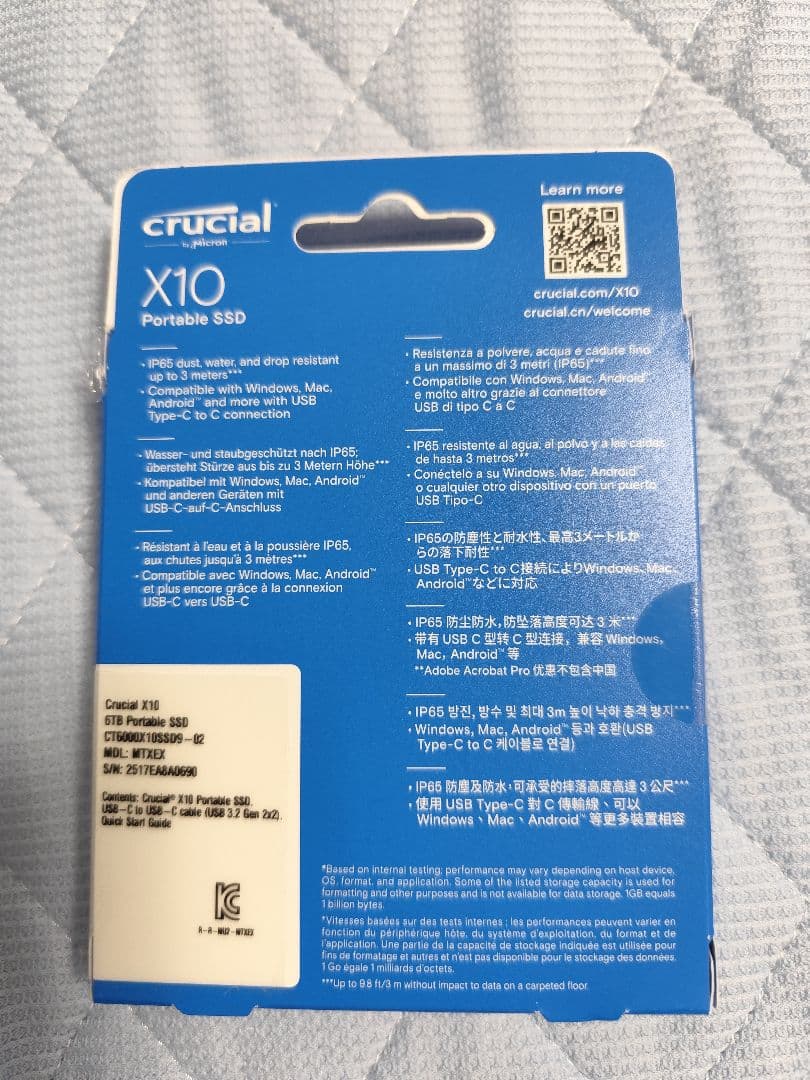 crucial
by Micron
X10
Portable SSD
Learn more
crucial.com/X10
crucial.cn/welcome
• IP65 dust, water, and drop resistant
up to 3 meters***
• Compatible with Windows, Mac,
Android™ and more with USB
Type-C to C connection
• Wasser- und staubgeschützt nach IP65;
übersteht Stürze aus bis zu 3 Metern Höhe***
• Kompatibel mit Windows, Mac, Android™
und anderen Geräten mit
USB-C-auf-C-Anschluss
• Résistant à l'eau et à la poussière IP65,
aux chutes jusqu'à 3 mètres***
• Compatible avec Windows, Mac, Android™
et plus encore grâce à la connexion
USB-C vers USB-C
• Resistenza a polvere, acqua e cadute fino
a un massimo di 3 metri (IP65)***
• Compatibile con Windows, Mac, Android™
e molto altro grazie al connettore
USB di tipo C a C
• IP65 resistente al agua, al polvo y a las caídas
de hasta 3 metros***
• Conéctelo a su Windows, Mac, Android™
o cualquier otro dispositivo con un puerto
USB Tipo-C
• IP65の防塵性と耐水性、最高3メートルか
らの落下耐性***
• USB Type-C to C接続によりWindows、Mac、
Android™などに対応
• IP65 防尘防水，防坠落高度可达 3 米***
• 带有 USB C 型转 C 型连接，兼容 Windows，
Mac，Android™ 等
**Adobe Acrobat Pro 优惠不包含中国
• IP65 방진, 방수 및 최대 3m 높이 낙하 충격 방지***
• Windows, Mac, Android™ 등과 호환(USB
Type-C to C 케이블로 연결)
• IP65 防塵及防水，可承受的摔落高度高達 3 公尺***
• 使用 USB Type-C 對 C 傳輸線、可以
Windows、Mac、Android™ 等更多裝置相容
Crucial X10
6TB Portable SSD
CT6000X10SSD9-02
MDL: MTXEX
S/N: 2517EA8A0690
Contents: Crucial® X10 Portable SSD,
USB-C to USB-C cable (USB 3.2 Gen 2x2),
Quick Start Guide
R-R-MU2-MTXEX
*Based on internal testing; performance may vary depending on host device,
OS, format, and application. Some of the listed storage capacity is used for
formatting and other purposes and is not available for data storage. 1GB equals
1 billion bytes.
*Vitesses basées sur des tests internes ; les performances peuvent varier en
fonction du périphérique hôte, du système d'exploitation, du format et de
l'application. Une partie de la capacité de stockage indiquée est utilisée pour
fins de formatage et autres et n'est pas disponible pour le stockage des données.
1 Go égale 1 milliards d'octets.
***Up to 9.8 ft/3 m without impact to data on a carpeted floor.